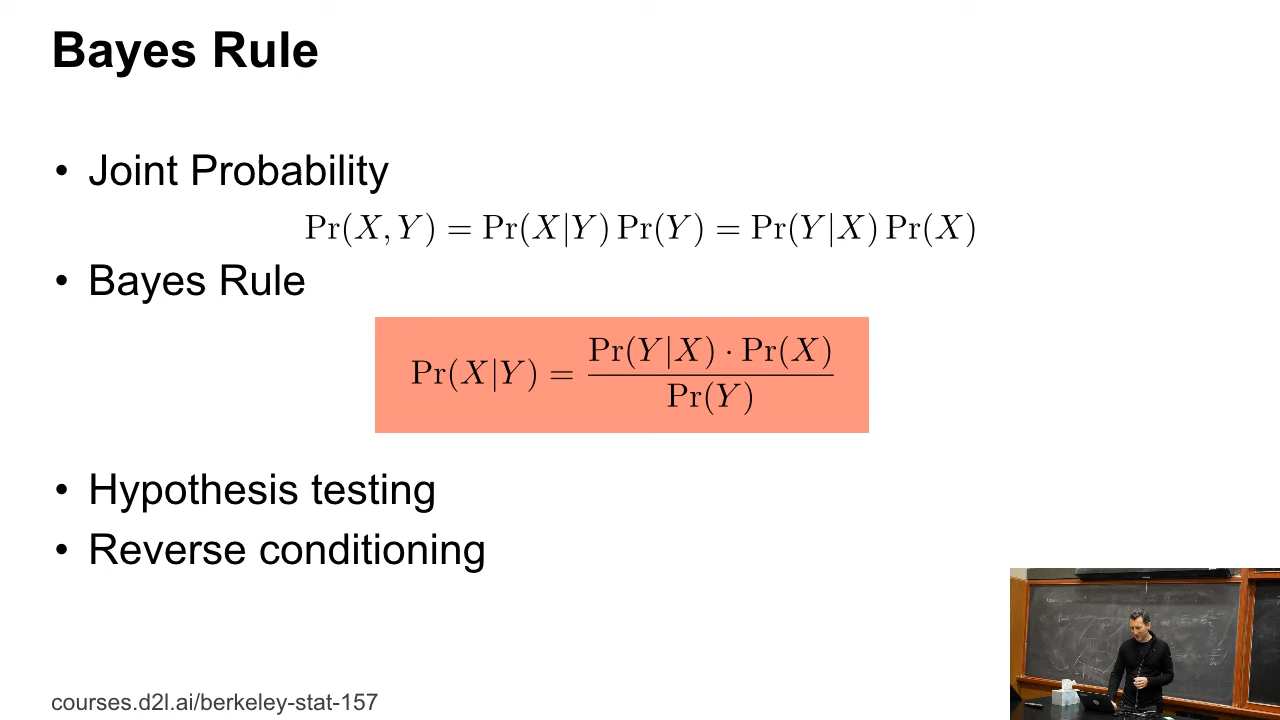 Bayes Rule
• Joint Probability
Pr(X, Y) = Pr(X|Y) Pr(Y) = Pr(Y|X) Pr(X)
• Bayes Rule
Pr(X|Y) = Pr(Y|X) · Pr(X) / Pr(Y)
• Hypothesis testing
• Reverse conditioning
courses.d2l.ai/berkeley-stat-157